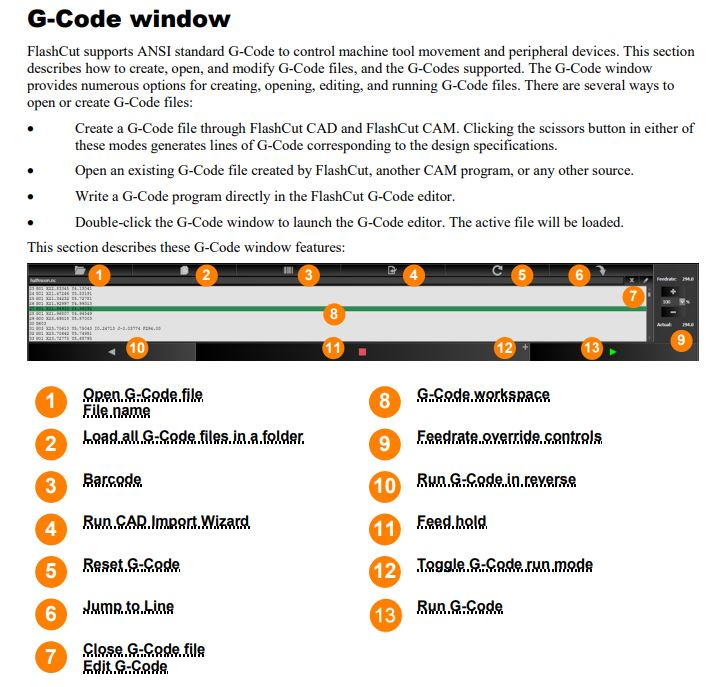 G-Code window
FlashCut supports ANSI standard G-Code to control machine tool movement and peripheral devices. This section
describes how to create, open, and modify G-Code files, and the G-Codes supported. The G-Code window
provides numerous options for creating, opening, editing, and running G-Code files. There are several ways to
open or create G-Code files:
• Create a G-Code file through FlashCut CAD and FlashCut CAM. Clicking the scissors button in either of
these modes generates lines of G-Code corresponding to the design specifications.
• Open an existing G-Code file created by FlashCut, another CAM program, or any other source.
• Write a G-Code program directly in the FlashCut G-Code editor.
• Double-click the G-Code window to launch the G-Code editor. The active file will be loaded.
This section describes these G-Code window features:
1 2 3 4 5 6
7
Feedrate: 294.0
100 %
8
Actual: 294.0
9
10 11 12 13
1 Open G-Code file
File name
2 Load all G-Code files in a folder
3 Barcode
4 Run CAD Import Wizard
5 Reset G-Code
6 Jump to Line
7 Close G-Code file
Edit G-Code
8 G-Code workspace
9 Feedrate override controls
10 Run G-Code in reverse
11 Feed hold
12 Toggle G-Code run mode
13 Run G-Code